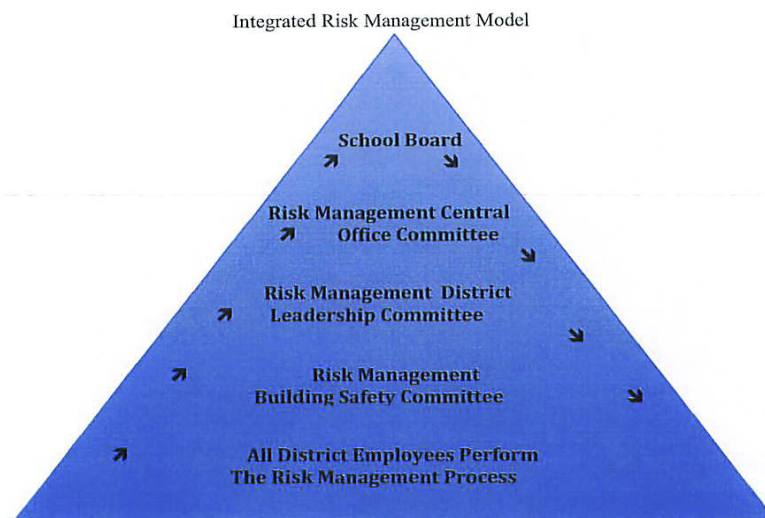 Integrated Risk Management Model
School Board
Risk Management Central
Office Committee
Risk Management District
Leadership Committee
Risk Management
Building Safety Committee
All District Employees Perform
The Risk Management Process